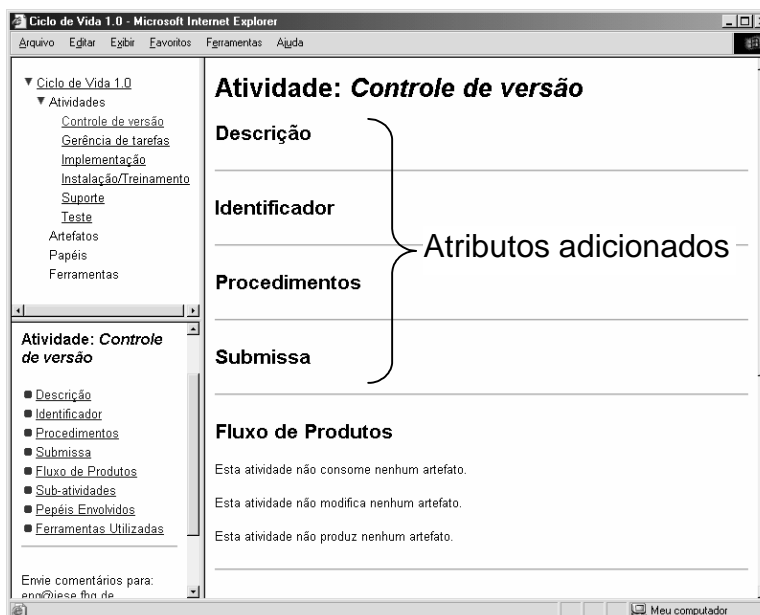 Ciclo de Vida 1.0 - Microsoft Internet Explorer
Arquivo Editar Exibir Favoritos Ferramentas Ajuda
Ciclo de Vida 1.0
Atividades
Controle de versão
Gerência de tarefas
Implementação
Instalação/Treinamento
Suporte
Teste
Artefatos
Papéis
Ferramentas
Atividade: Controle
de versão
Descrição
Identificador
Procedimentos
Submissa
Fluxo de Produtos
Sub-atividades
Pepéis Envolvidos
Ferramentas Utilizadas
Envie comentários para:
eng@iese.fhg.de
Atividade: Controle de versão
Descrição
Identificador
Procedimentos
Submissa
Atributos adicionados
Fluxo de Produtos
Esta atividade não consome nenhum artefato.
Esta atividade não modifica nenhum artefato.
Esta atividade não produz nenhum artefato.
Meu computador